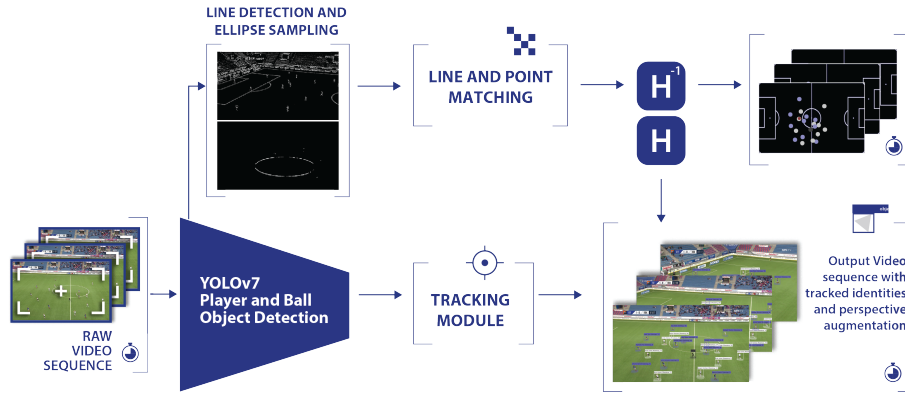 LINE DETECTION AND
ELLIPSE SAMPLING
LINE AND POINT
MATCHING
H-1
H
RAW
VIDEO
SEQUENCE
YOLOv7
Player and Ball
Object Detection
TRACKING
MODULE
Output Video
sequence with
tracked identities
and perspective
augmentation